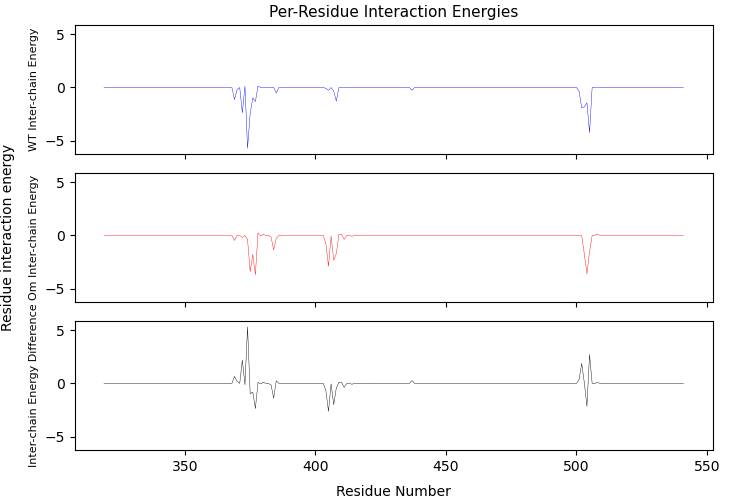 Per-Residue Interaction Energies
Residue interaction energy
WT Inter-chain Energy
5
0
−5
Om Inter-chain Energy
5
0
−5
Inter-chain Energy Difference
5
0
−5
350
400
450
500
550
Residue Number